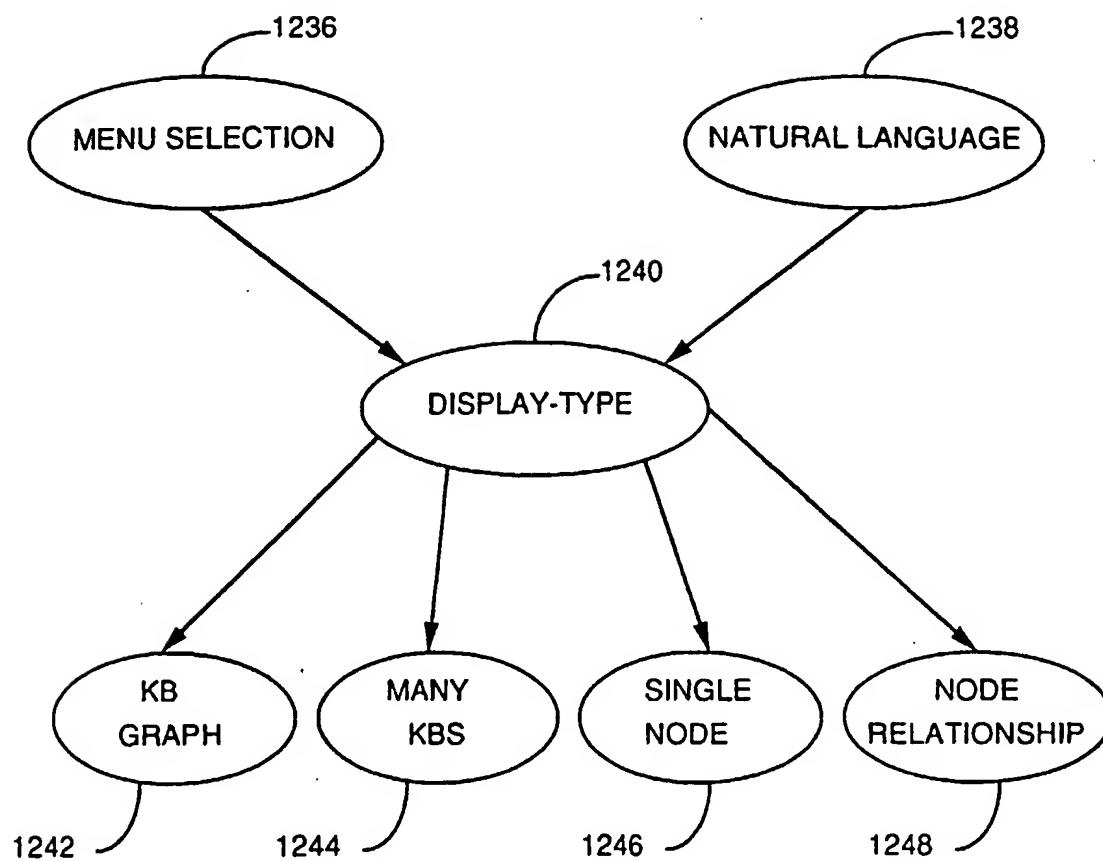 1236
1238
MENU SELECTION
NATURAL LANGUAGE
1240
DISPLAY-TYPE
KB
GRAPH
MANY
KBS
SINGLE
NODE
NODE
RELATIONSHIP
1242
1244
1246
1248